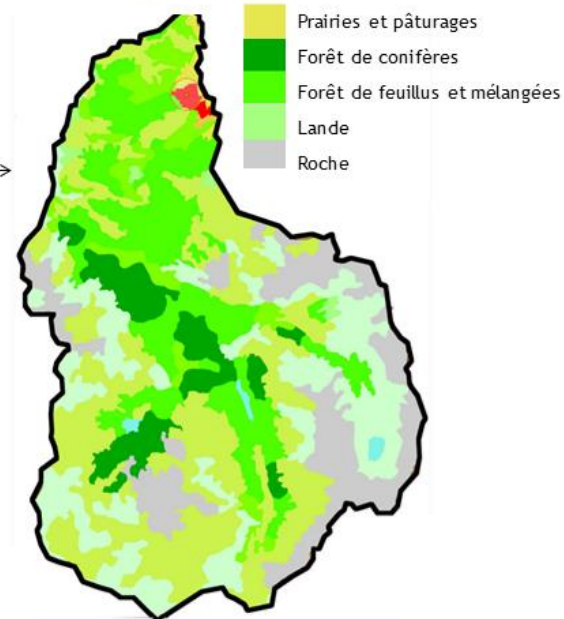 Prairies et pâturages
Forêt de conifères
Forêt de feuillus et mélangées
Lande
Roche